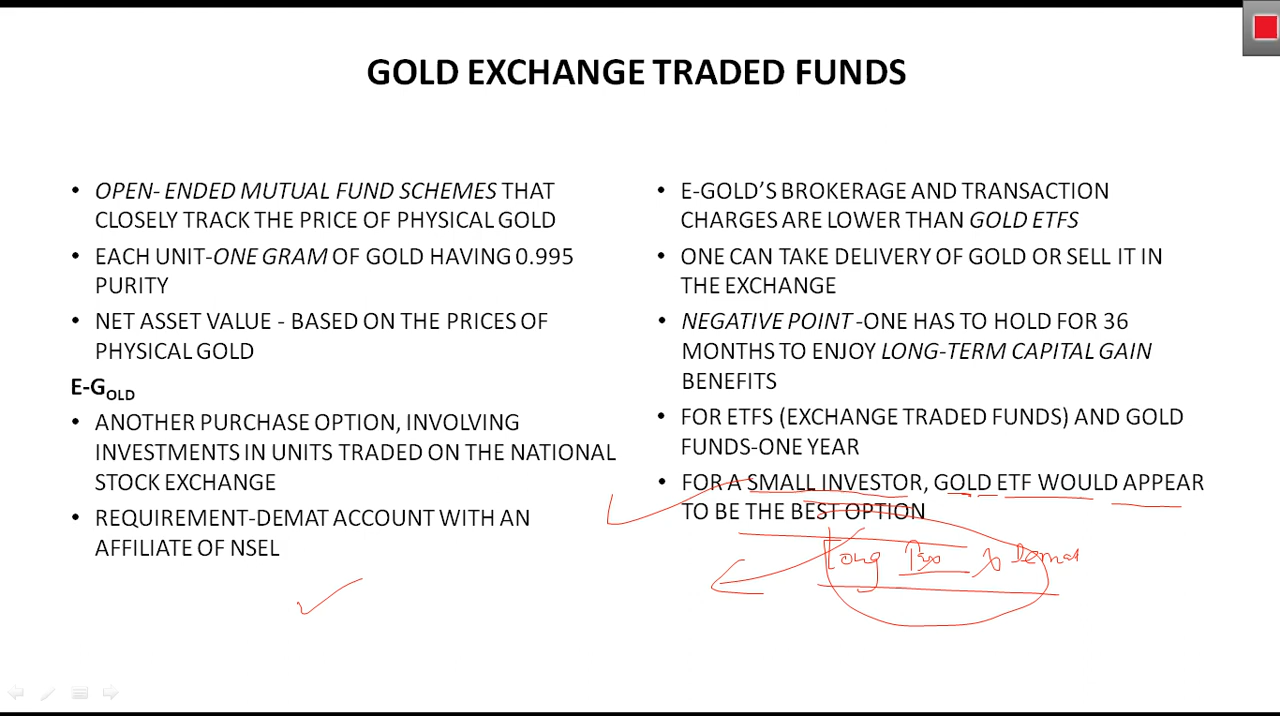 GOLD EXCHANGE TRADED FUNDS
• OPEN- ENDED MUTUAL FUND SCHEMES THAT
CLOSELY TRACK THE PRICE OF PHYSICAL GOLD
• EACH UNIT-ONE GRAM OF GOLD HAVING 0.995
PURITY
• NET ASSET VALUE - BASED ON THE PRICES OF
PHYSICAL GOLD
E-GOLD
• ANOTHER PURCHASE OPTION, INVOLVING
INVESTMENTS IN UNITS TRADED ON THE NATIONAL
STOCK EXCHANGE
• REQUIREMENT-DEMAT ACCOUNT WITH AN
AFFILIATE OF NSEL
• E-GOLD'S BROKERAGE AND TRANSACTION
CHARGES ARE LOWER THAN GOLD ETFS
• ONE CAN TAKE DELIVERY OF GOLD OR SELL IT IN
THE EXCHANGE
• NEGATIVE POINT -ONE HAS TO HOLD FOR 36
MONTHS TO ENJOY LONG-TERM CAPITAL GAIN
BENEFITS
• FOR ETFS (EXCHANGE TRADED FUNDS) AND GOLD
FUNDS-ONE YEAR
• FOR A SMALL INVESTOR, GOLD ETF WOULD APPEAR
TO BE THE BEST OPTION
Long Demat